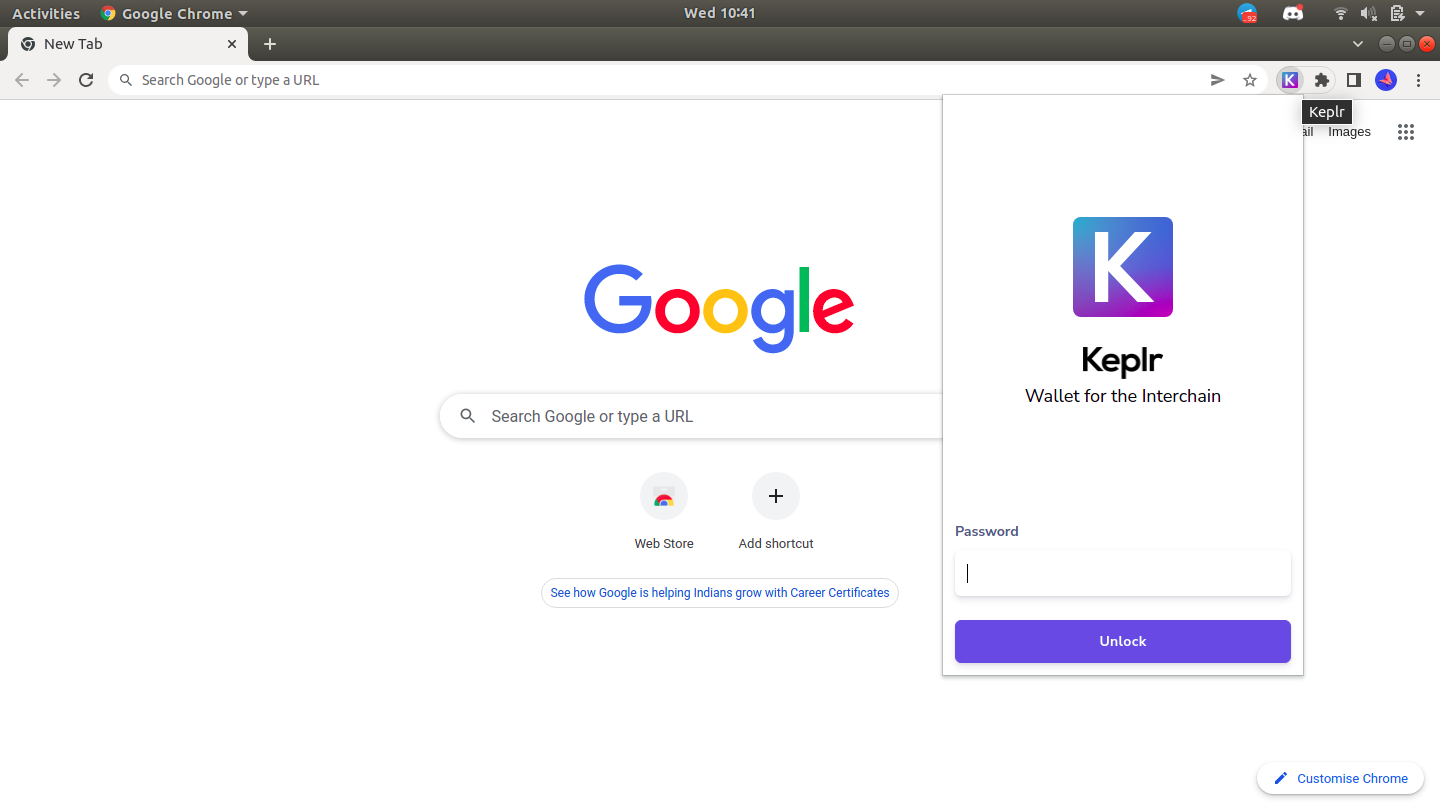 Activities
Google Chrome
Wed 10:41
92
New Tab
Search Google or type a URL
K
Keplr
ail
Images
Google
K
Keplr
Wallet for the Interchain
Search Google or type a URL
Web Store
Add shortcut
See how Google is helping Indians grow with Career Certificates
Password
Unlock
Customise Chrome